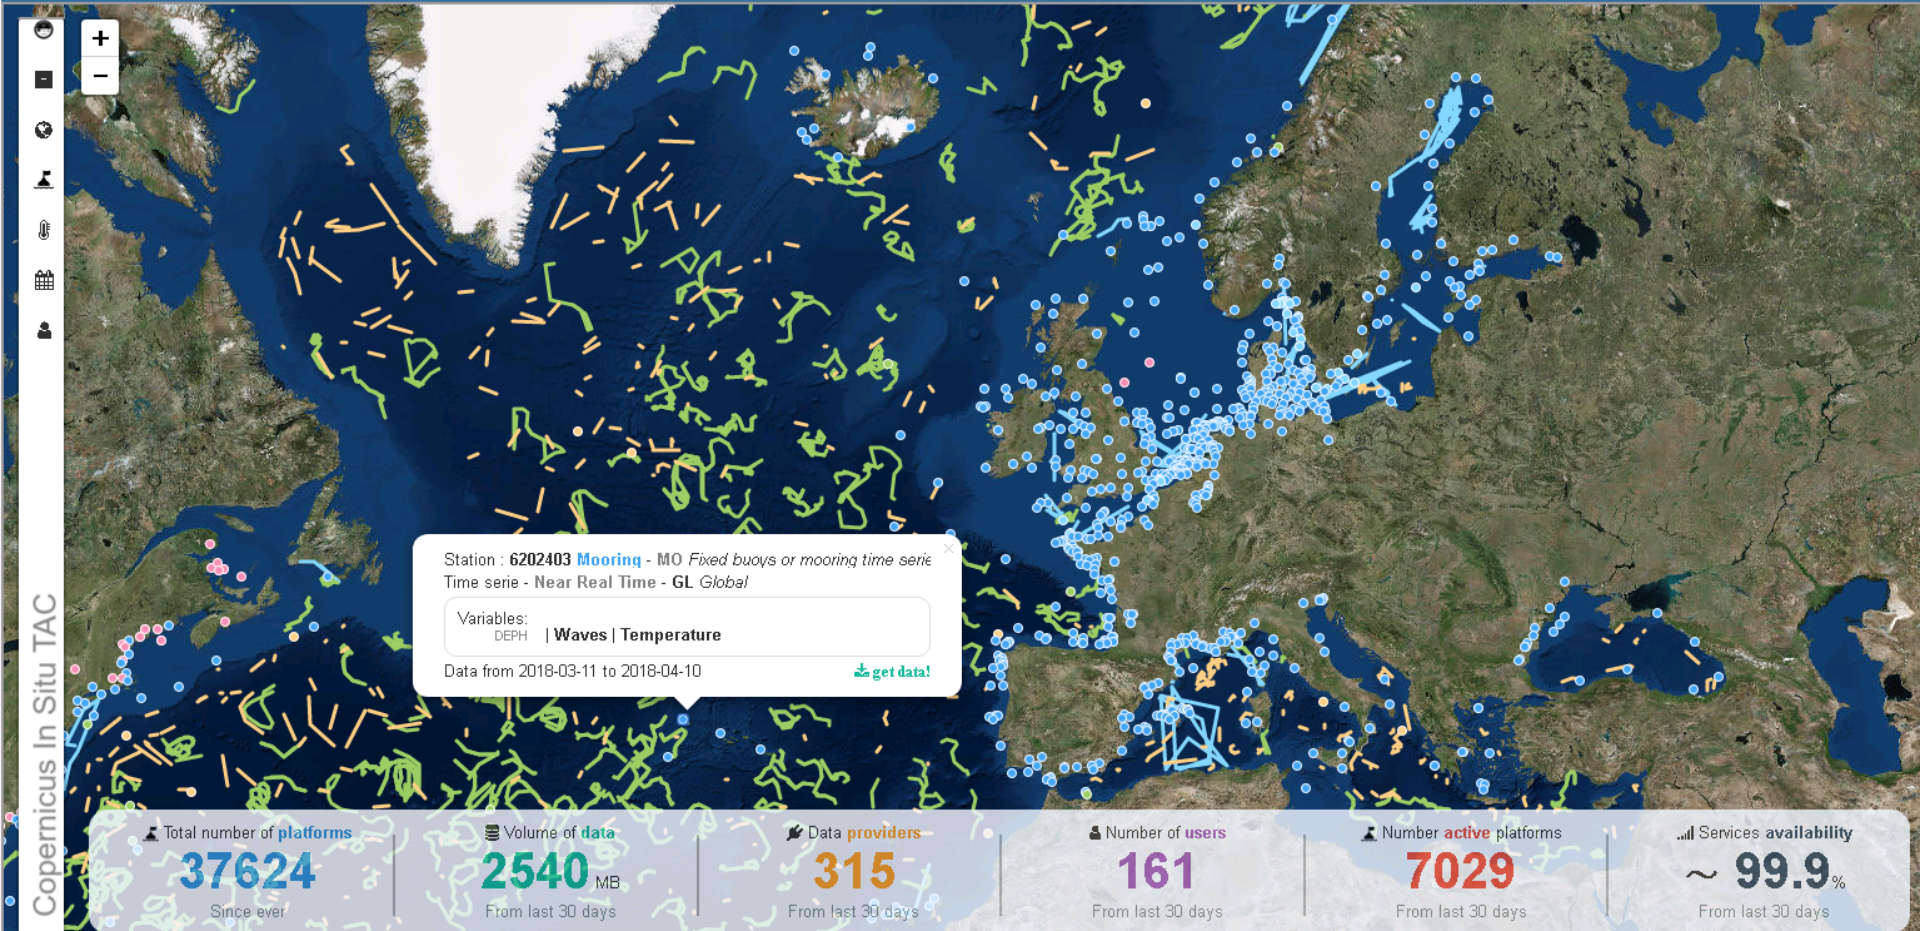 +
−
Copernicus In Situ TAC
Station : 6202403 Mooring - MO Fixed buoys or mooring time serie
Time serie - Near Real Time - GL Global
Variables:
DEPH | Waves | Temperature
Data from 2018-03-11 to 2018-04-10 get data!
×
Total number of platforms
37624
Since ever
Volume of data
2540 MB
From last 30 days
Data providers
315
From last 30 days
Number of users
161
From last 30 days
Number active platforms
7029
From last 30 days
Services availability
~ 99.9 %
From last 30 days